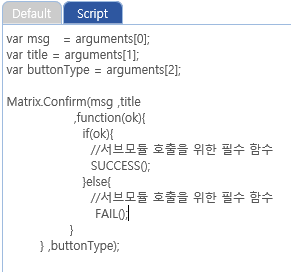 Default Script
var msg   = arguments[0];
var title = arguments[1];
var buttonType = arguments[2];

Matrix.Confirm(msg ,title
                    ,function(ok){
                       if(ok){
                         //서브모듈 호출을 위한 필수 함수
                         SUCCESS();
                       }else{
                         //서브모듈 호출을 위한 필수 함수
                          FAIL();
                   }
          } ,buttonType);